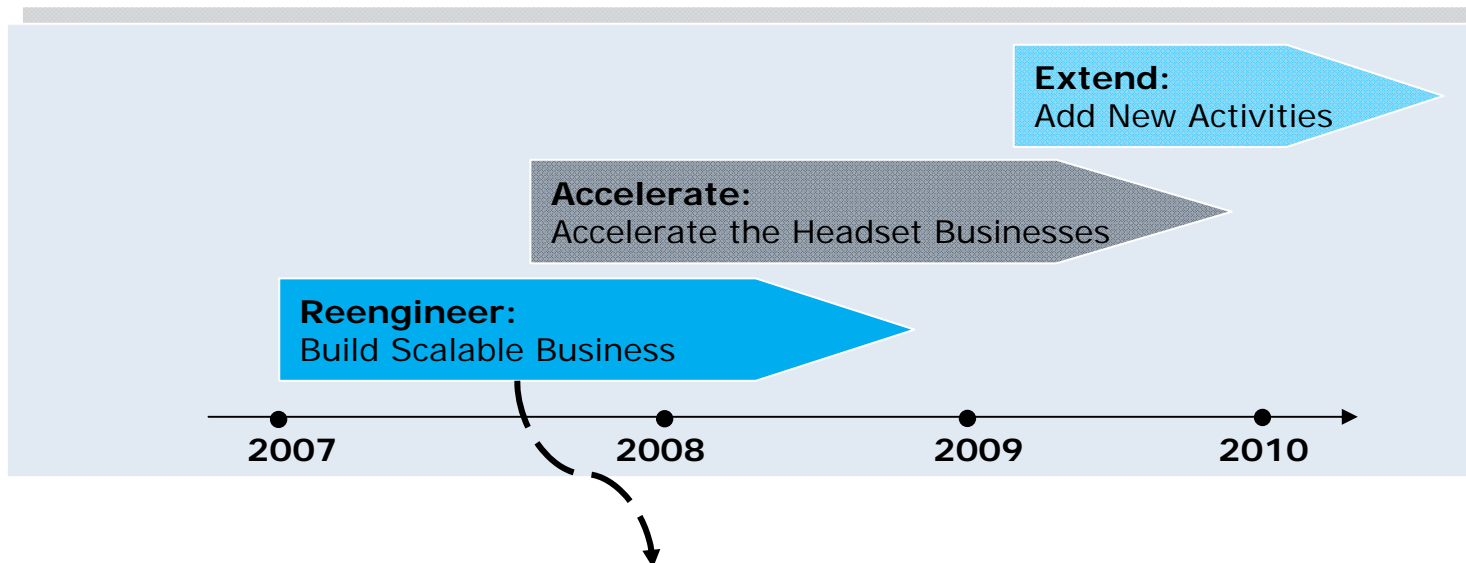 Extend:
Add New Activities
Accelerate:
Accelerate the Headset Businesses
Reengineer:
Build Scalable Business
2007 2008 2009 2010